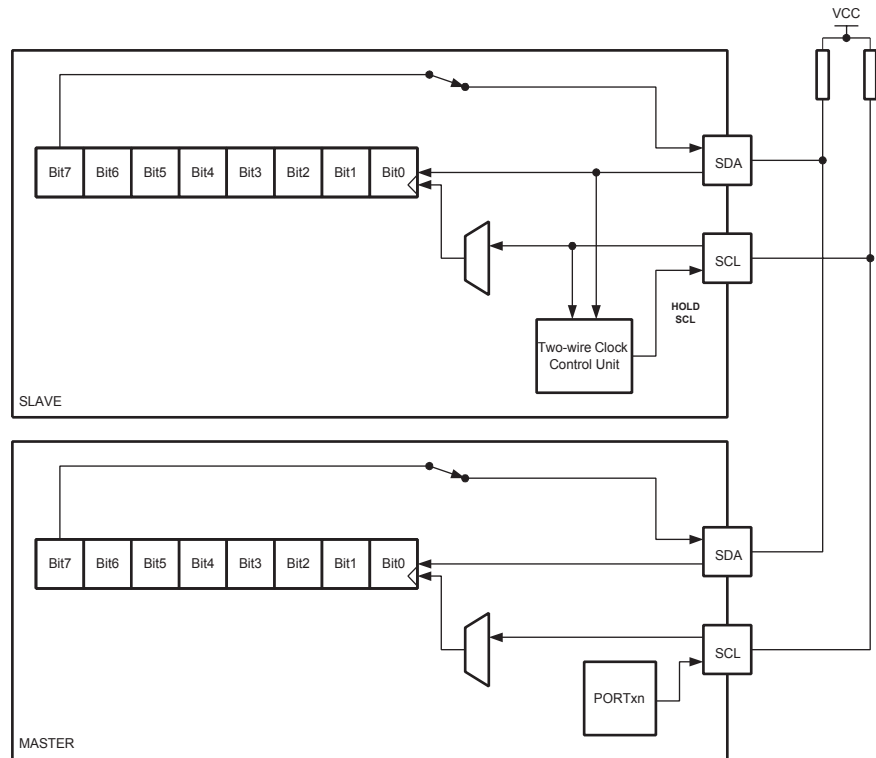 VCC
Bit7 Bit6 Bit5 Bit4 Bit3 Bit2 Bit1 Bit0
SDA
SCL
HOLD
SCL
Two-wire Clock
Control Unit
SLAVE
Bit7 Bit6 Bit5 Bit4 Bit3 Bit2 Bit1 Bit0
SDA
SCL
PORTxn
MASTER